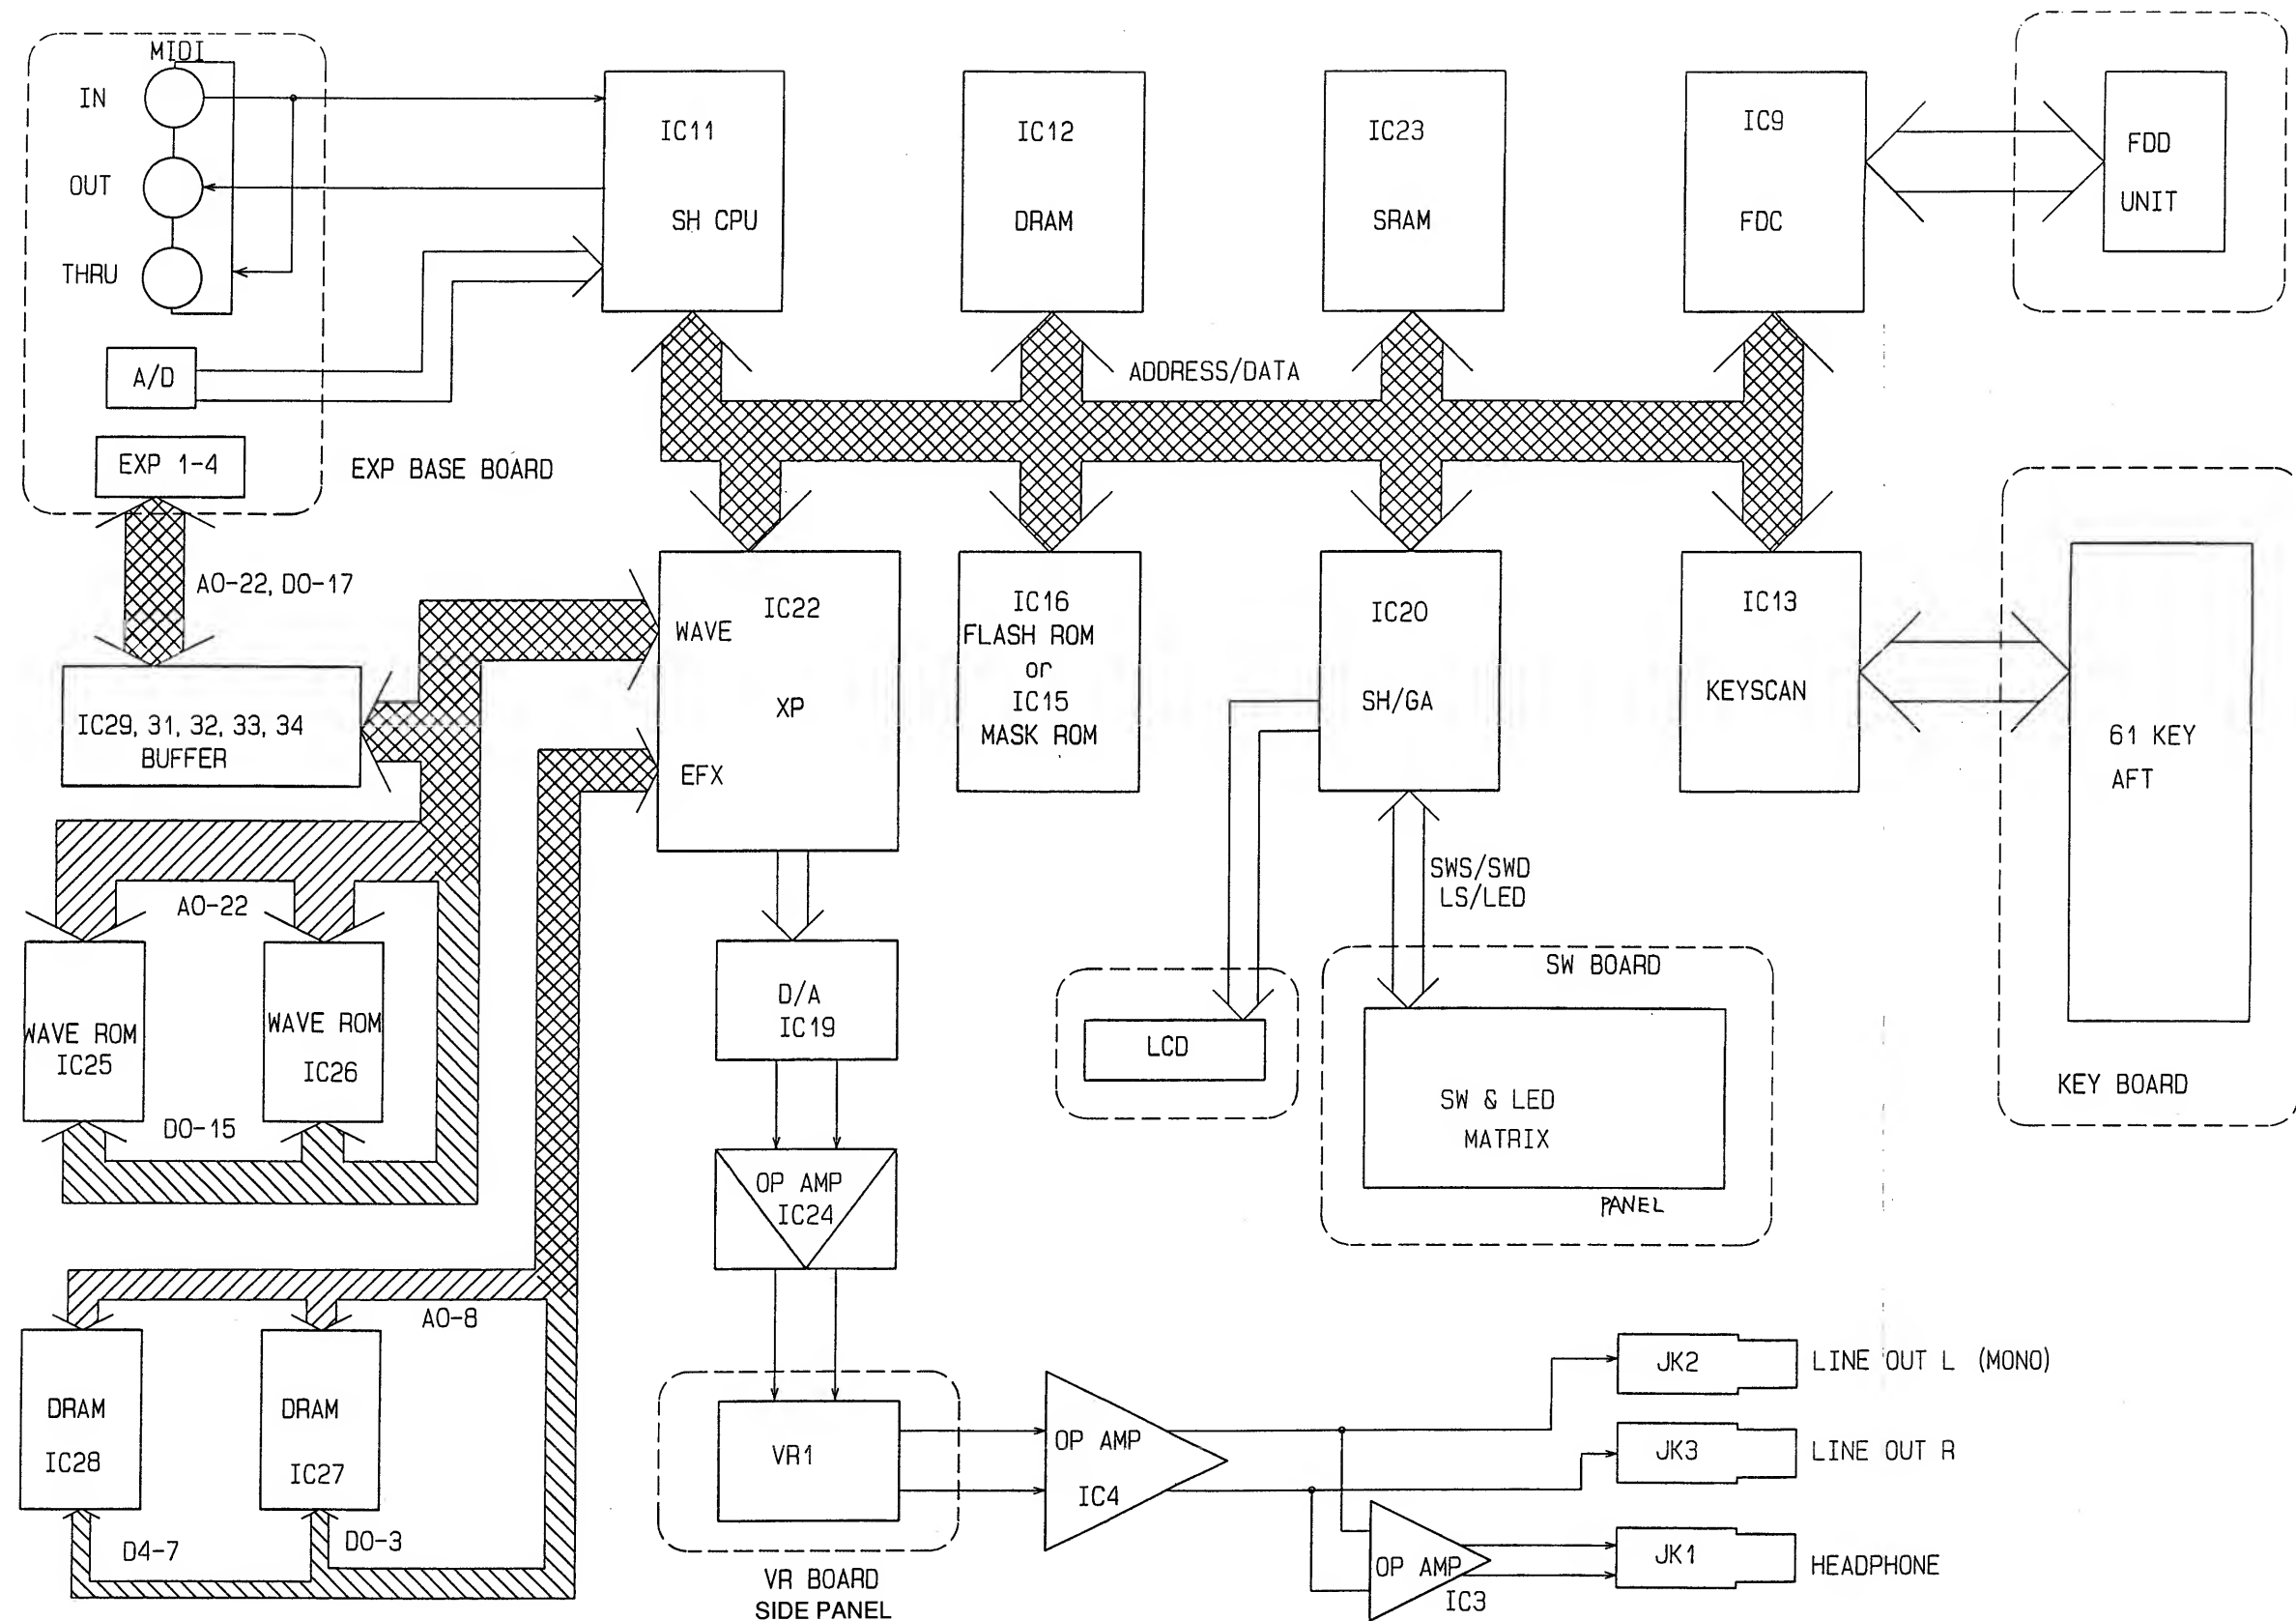 MIDI
IN
OUT
THRU
A/D
EXP 1-4
EXP BASE BOARD
IC11
SH CPU
IC12
DRAM
IC23
SRAM
IC9
FDC
FDD
UNIT
ADDRESS/DATA
A0-22, D0-17
IC29, 31, 32, 33, 34
BUFFER
WAVE
IC22
XP
EFX
IC16
FLASH ROM
or
IC15
MASK ROM
IC20
SH/GA
IC13
KEYSCAN
61 KEY
AFT
KEY BOARD
A0-22
WAVE ROM
IC25
WAVE ROM
IC26
D0-15
D/A
IC19
SWS/SWD
LS/LED
LCD
SW BOARD
SW & LED
MATRIX
PANEL
OP AMP
IC24
A0-8
DRAM
IC28
DRAM
IC27
D4-7
D0-3
VR1
VR BOARD
SIDE PANEL
OP AMP
IC4
OP AMP
IC3
JK2
LINE OUT L (MONO)
JK3
LINE OUT R
JK1
HEADPHONE